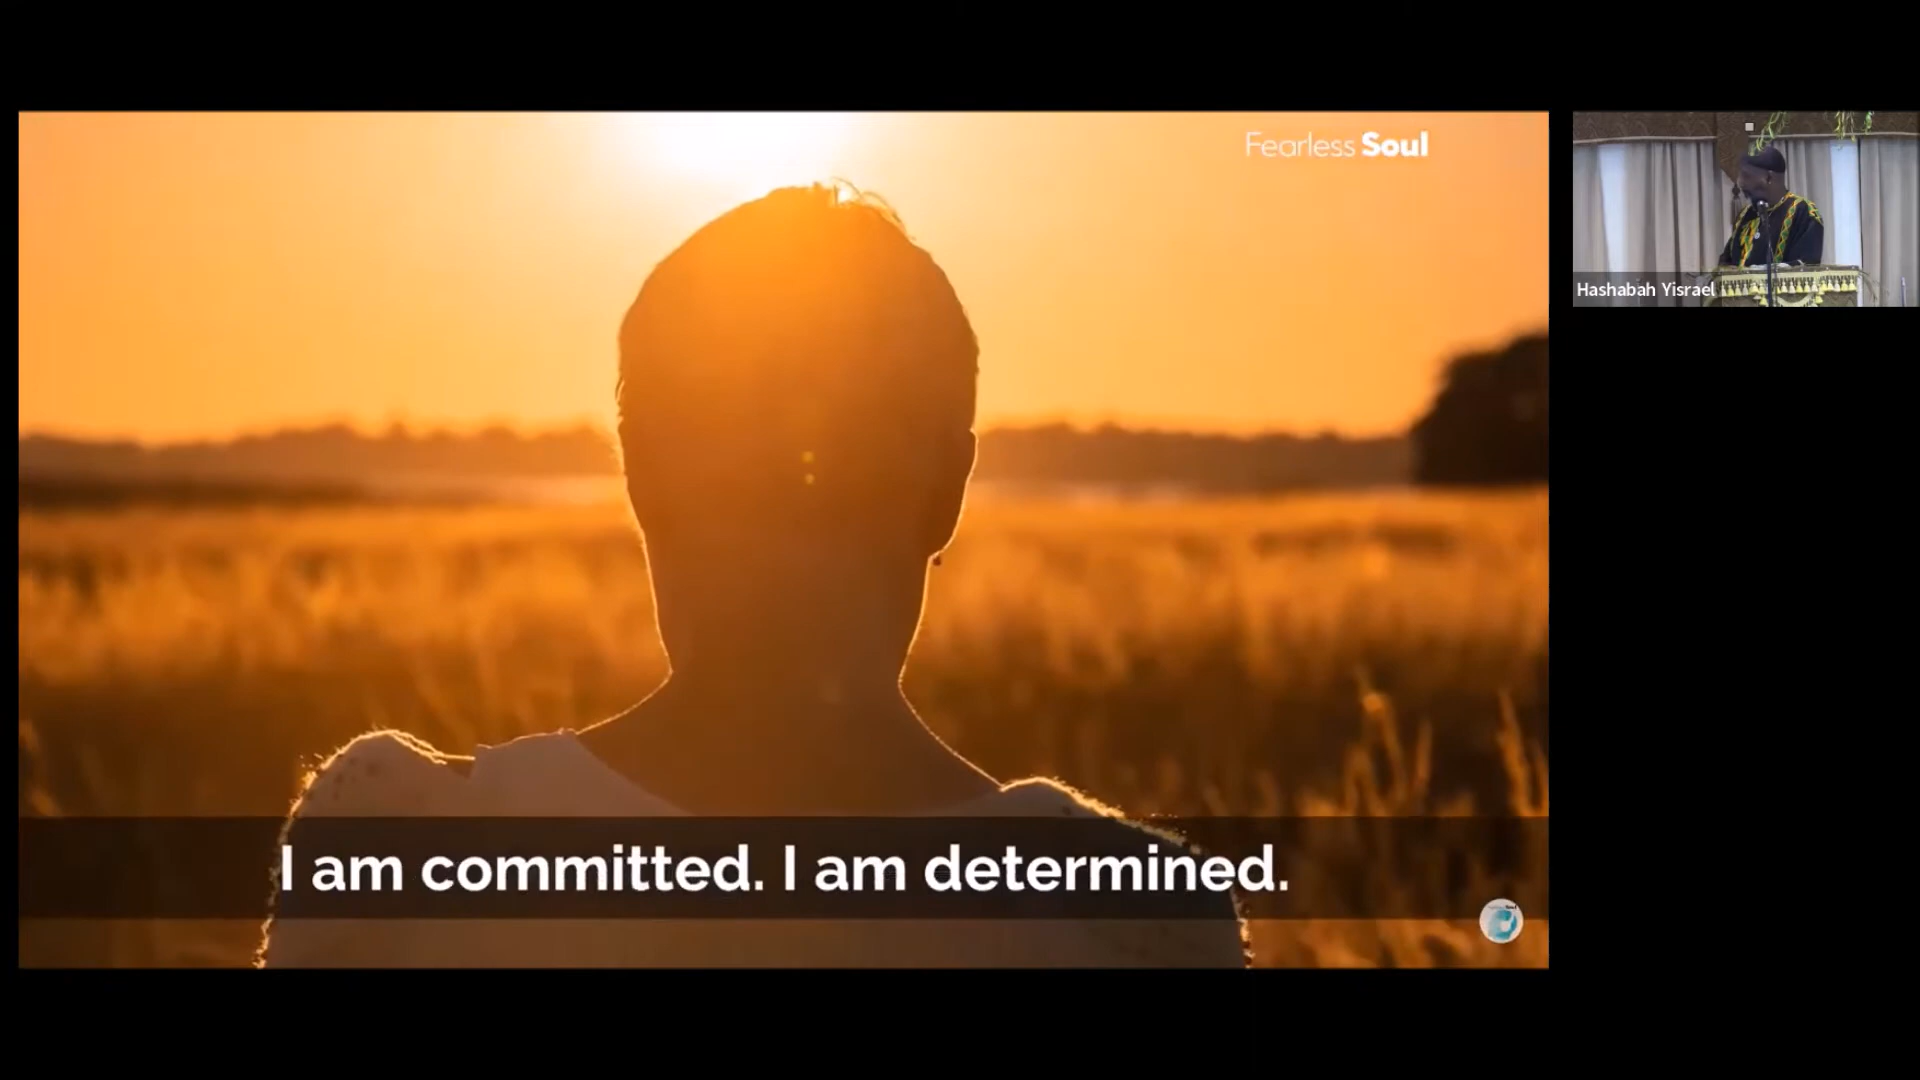 Fearless Soul
Hashabah Yisrael
I am committed. I am determined.